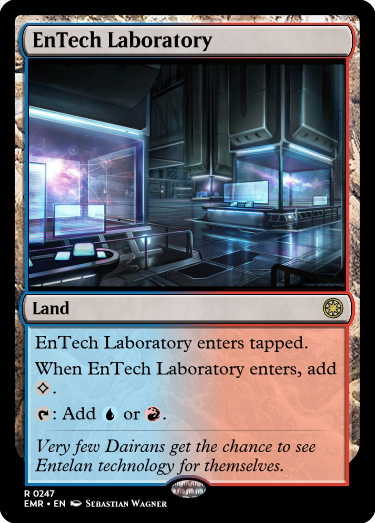 EnTech Laboratory
Land
EnTech Laboratory enters tapped.
When EnTech Laboratory enters, add
.
: Add or .
Very few Dairans get the chance to see
Entelan technology for themselves.
R 0247
EMR • EN Sebastian Wagner